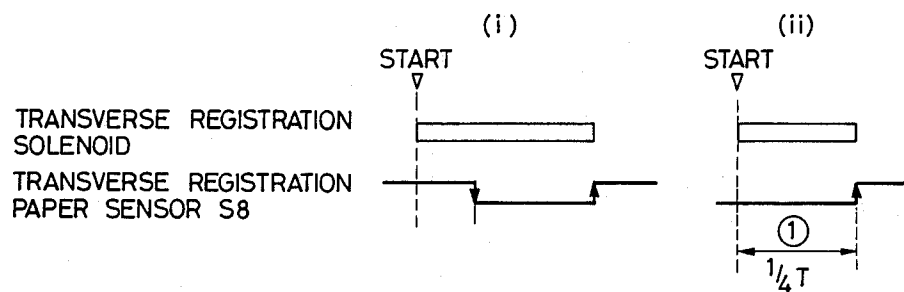 (i)
(ii)
START
START
TRANSVERSE REGISTRATION
SOLENOID
TRANSVERSE REGISTRATION
PAPER SENSOR S8
①
1/4 T